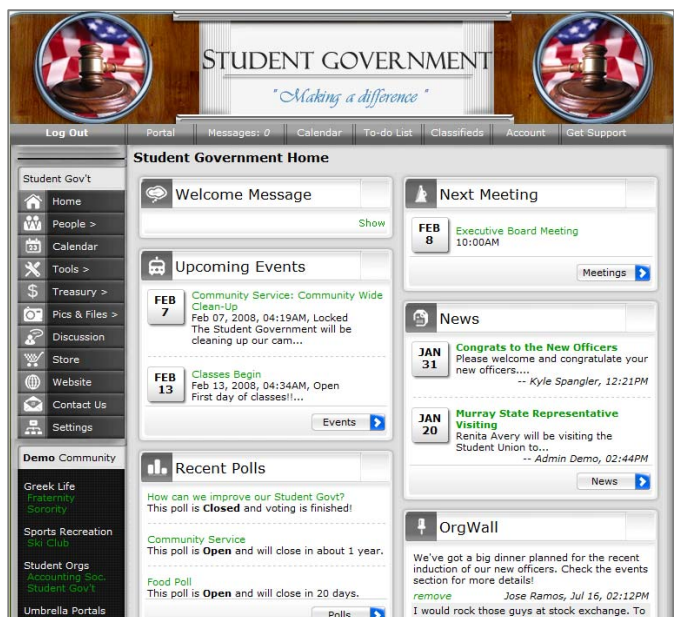 STUDENT GOVERNMENT
"Making a difference"
Log Out
Portal
Messages: 0
Calendar
To-do List
Classifieds
Account
Get Support
Student Gov't
Home
People >
Calendar
Tools >
Treasury >
Pics & Files >
Discussion
Store
Website
Contact Us
Settings
Demo Community
Greek Life
Fraternity
Sorority
Sports Recreation
Ski Club
Student Orgs
Accounting Soc.
Student Gov't
Umbrella Portals
Student Government Home
Welcome Message
Show
Upcoming Events
FEB
7
Community Service: Community Wide
Clean-Up
Feb 07, 2008, 04:19AM, Locked
The Student Government will be
cleaning up our cam...
FEB
13
Classes Begin
Feb 13, 2008, 04:34AM, Open
First day of classes!!...
Events
Recent Polls
How can we improve our Student Govt?
This poll is Closed and voting is finished!
Community Service
This poll is Open and will close in about 1 year.
Food Poll
This poll is Open and will close in 20 days.
Polls
Next Meeting
FEB
8
Executive Board Meeting
10:00AM
Meetings
News
JAN
31
Congrats to the New Officers
Please welcome and congratulate your
new officers....
-- Kyle Spangler, 12:21PM
JAN
20
Murray State Representative
Visiting
Renita Avery will be visiting the
Student Union to...
-- Admin Demo, 02:44PM
News
OrgWall
We've got a big dinner planned for the recent
induction of our new officers. Check the events
section for more details!
remove
Jose Ramos, Jul 16, 02:12PM
I would rock those guys at stock exchange. To